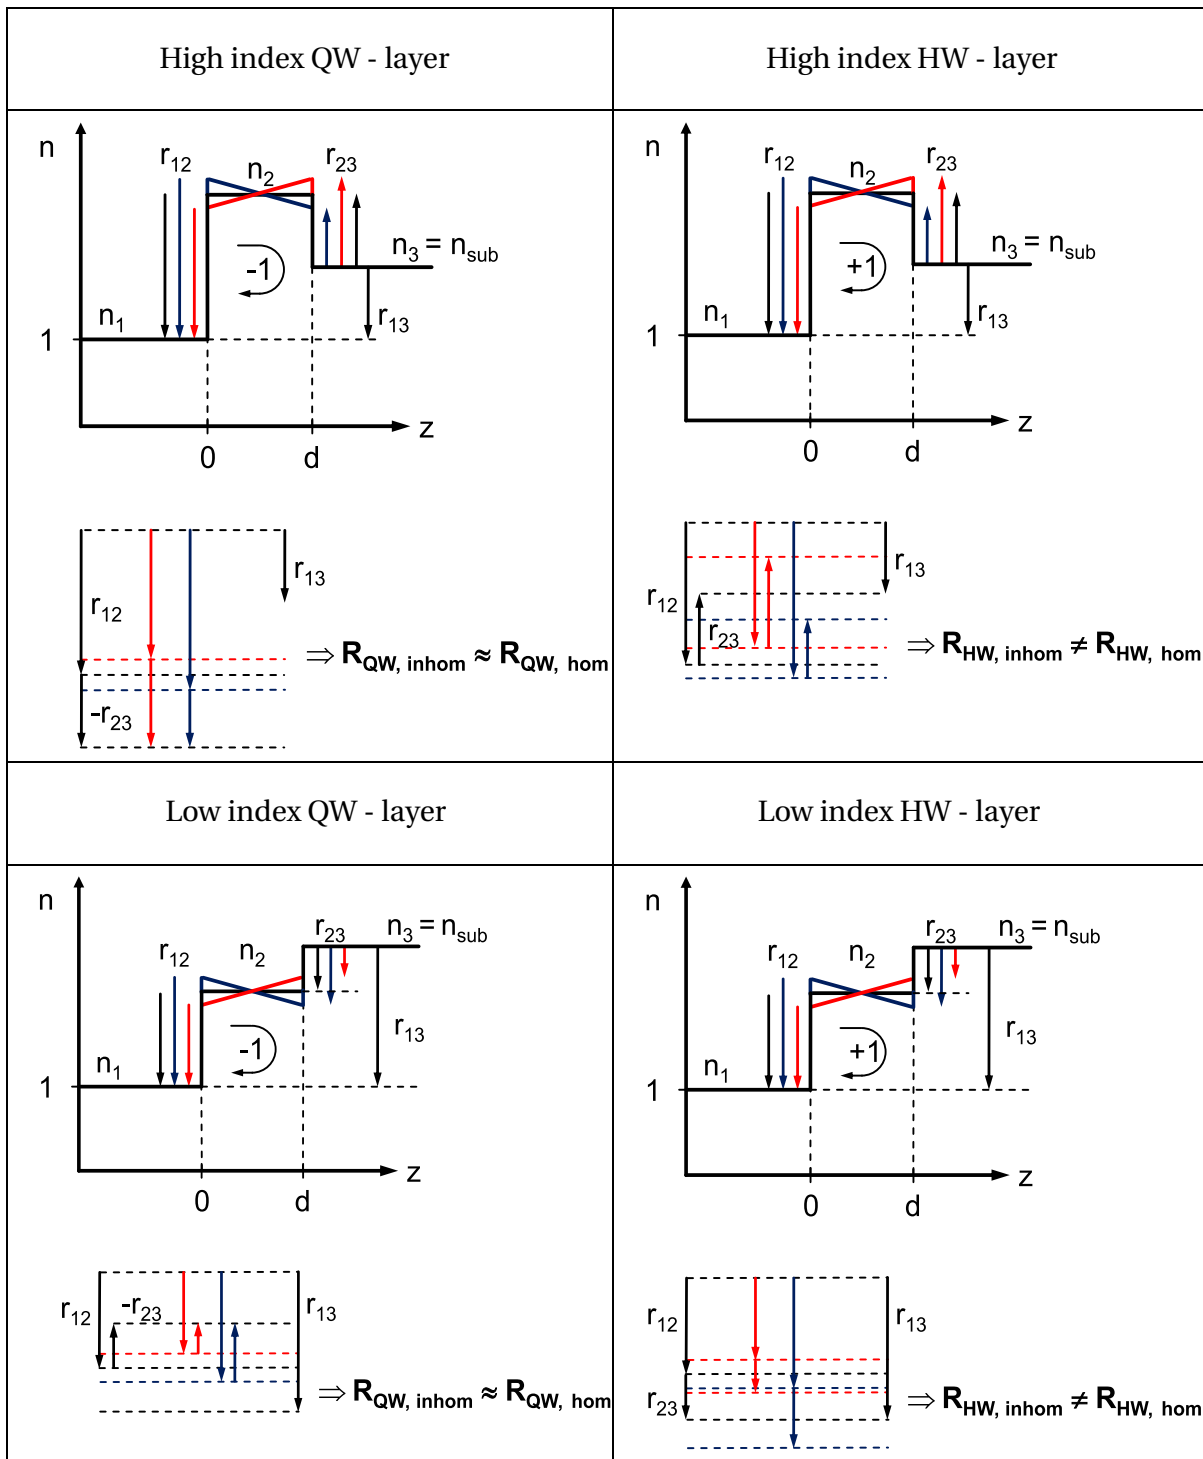 High index QW - layer
High index HW - layer
n
r12
n2
r23
-1
n3 = nsub
n1
1
r13
z
0
d
r12
-r23
r13
⇒ RQW, inhom ≈ RQW, hom
n
r12
n2
r23
+1
n3 = nsub
n1
1
r13
z
0
d
r12
r23
r13
⇒ RHW, inhom ≠ RHW, hom
Low index QW - layer
Low index HW - layer
n
r12
n2
r23
n3 = nsub
-1
n1
1
r13
z
0
d
r12
-r23
r13
⇒ RQW, inhom ≈ RQW, hom
n
r12
n2
r23
n3 = nsub
+1
n1
1
r13
z
0
d
r12
r23
r13
⇒ RHW, inhom ≠ RHW, hom